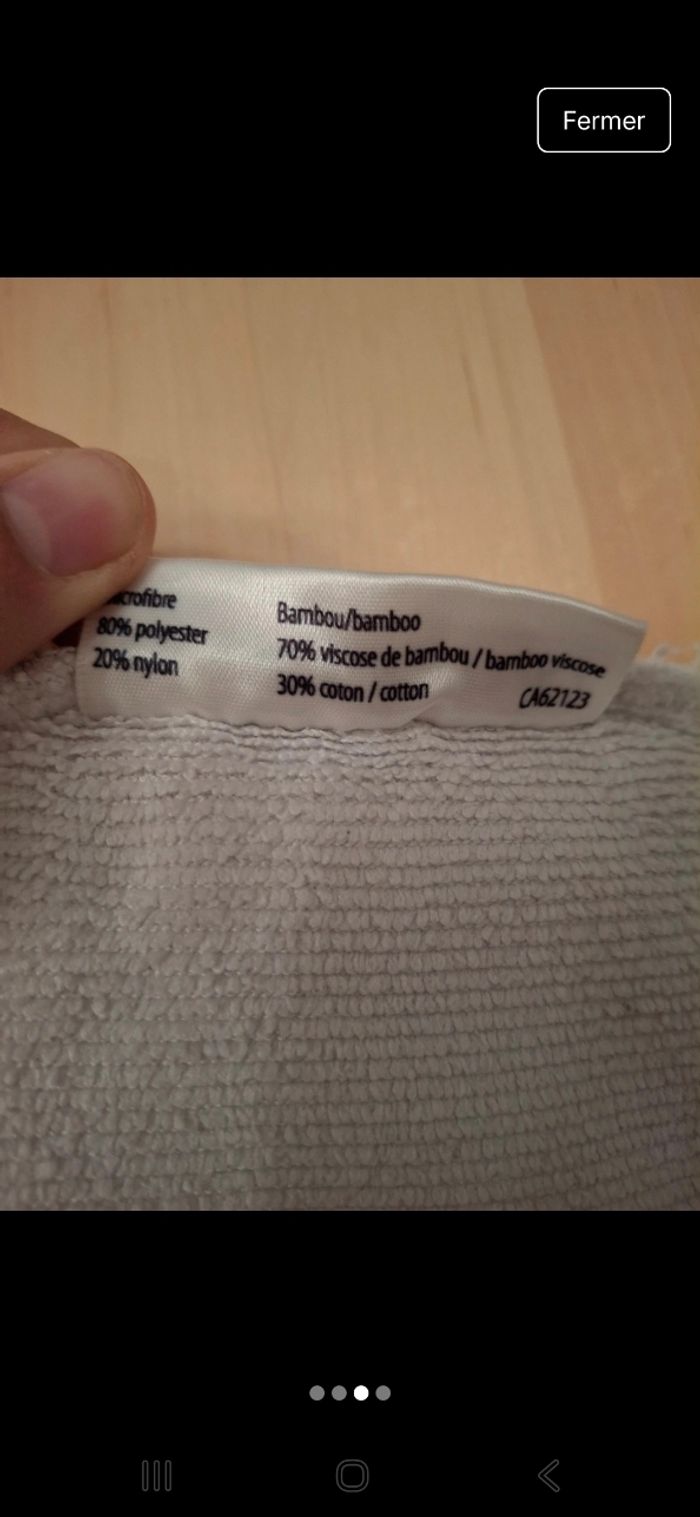 Fermer
80% polyester
20% nylon
Bambou/bamboo
70% viscose de bambou / bamboo viscose
30% coton / cotton
CA62123